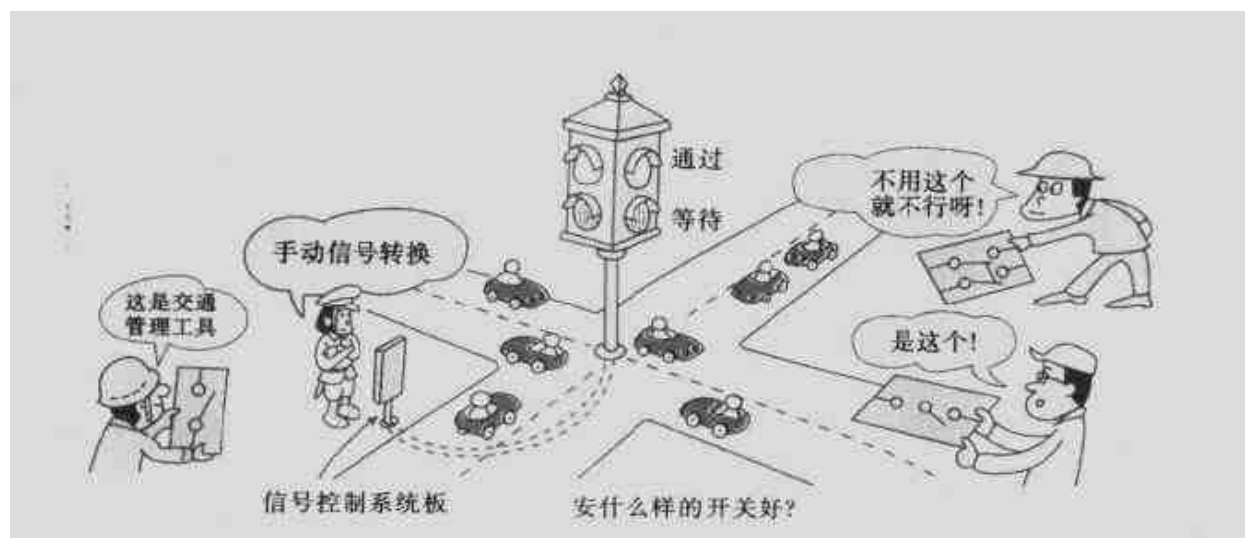 通过
等待
不用这个
就不行呀!
手动信号转换
这是交通
管理工具
是这个!
信号控制系统板
安什么样的开关好?